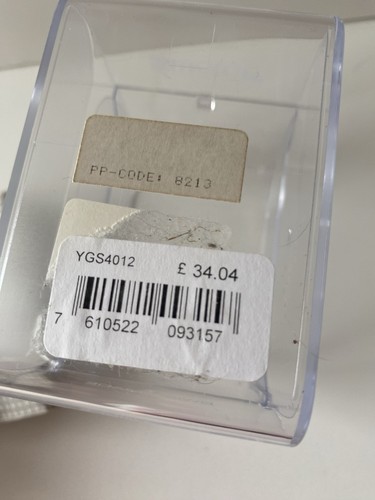 PP-CODE: 8213
YGS4012 £ 34.04
7 610522 093157